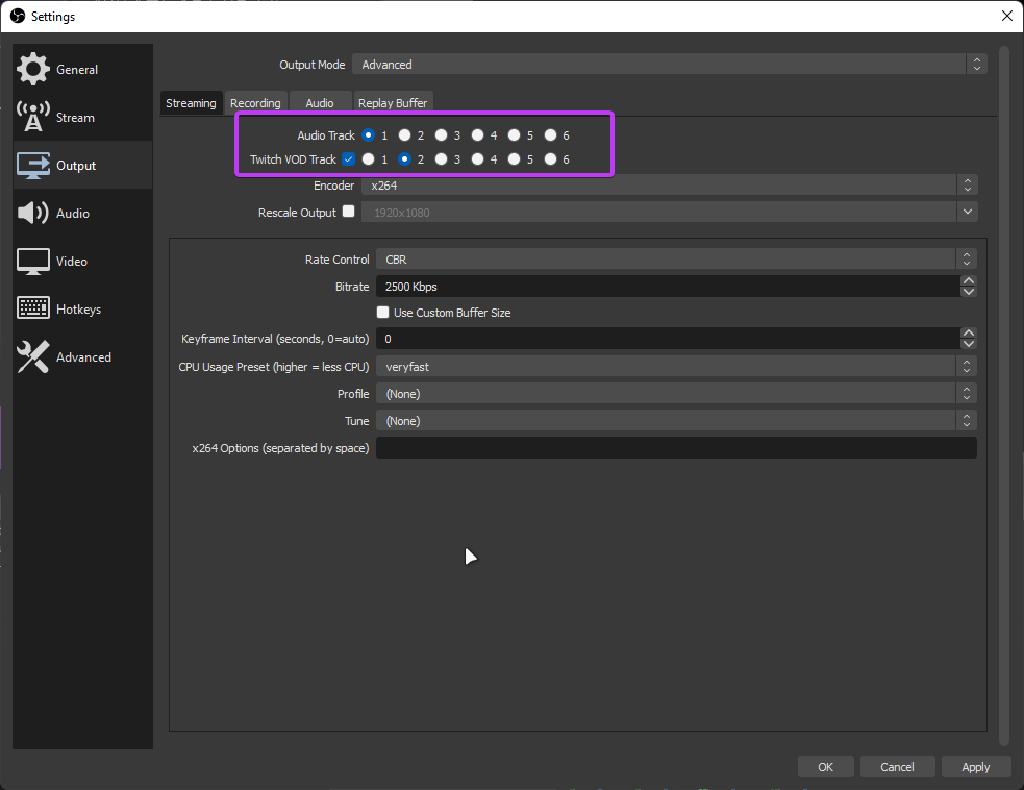 Settings
General
Stream
Output
Audio
Video
Hotkeys
Advanced
Output Mode Advanced
Streaming Recording Audio Replay Buffer
Audio Track 1 2 3 4 5 6
Twitch VOD Track 1 2 3 4 5 6
Encoder x264
Rescale Output 1920x1080
Rate Control CBR
Bitrate 2500 Kbps
Use Custom Buffer Size
Keyframe Interval (seconds, 0=auto) 0
CPU Usage Preset (higher = less CPU) veryfast
Profile (None)
Tune (None)
x264 Options (separated by space)
OK Cancel Apply